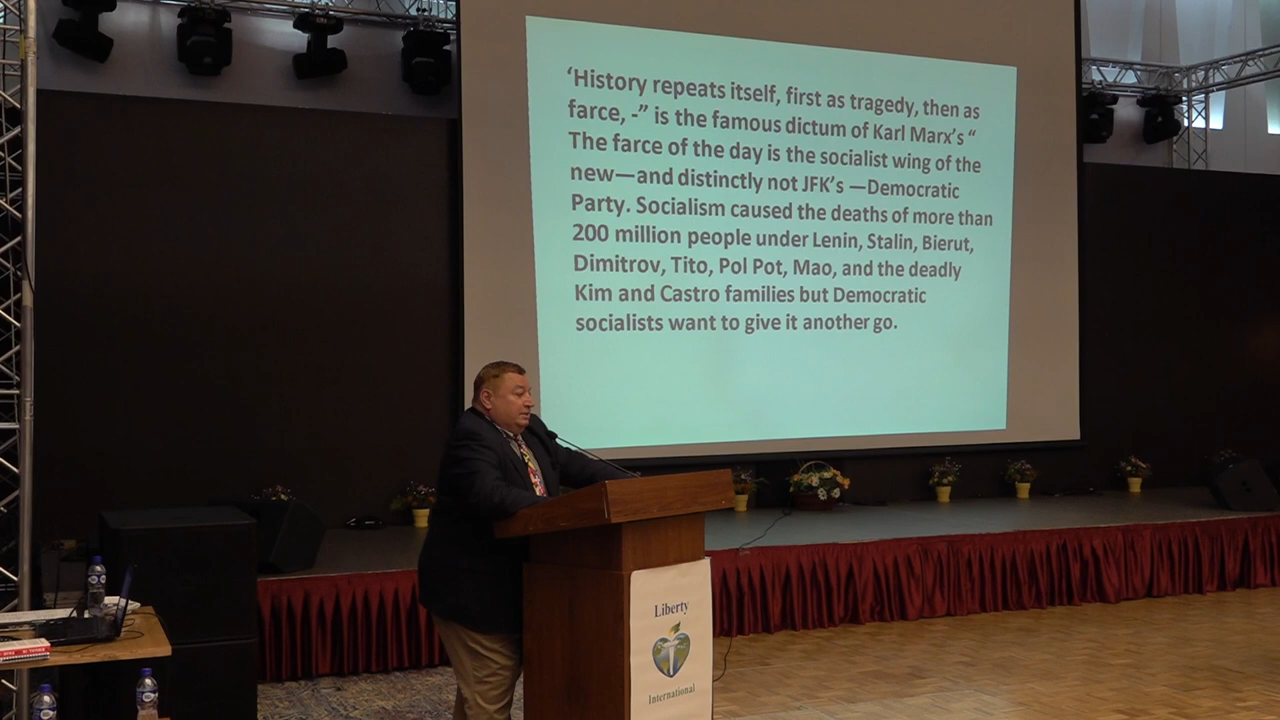 ‘History repeats itself, first as tragedy, then as
farce, -” is the famous dictum of Karl Marx’s “
The farce of the day is the socialist wing of the
new—and distinctly not JFK’s —Democratic
Party. Socialism caused the deaths of more than
200 million people under Lenin, Stalin, Bierut,
Dimitrov, Tito, Pol Pot, Mao, and the deadly
Kim and Castro families but Democratic
socialists want to give it another go.
Liberty
International